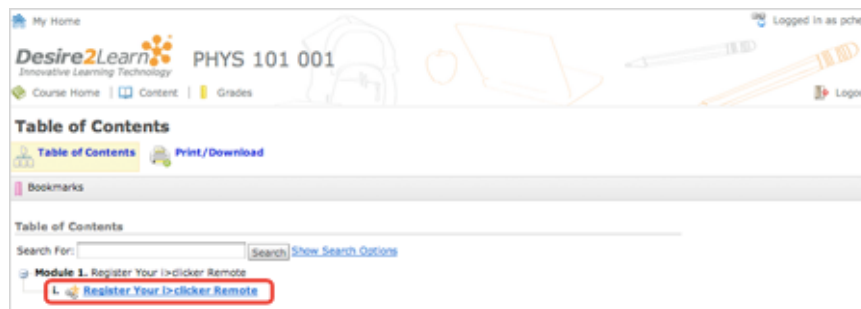 My Home
Logged in as pche
Desire2Learn
Innovative Learning Technology
PHYS 101 001
Course Home | Content | Grades
Logou
Table of Contents
Table of Contents Print/Download
Bookmarks
Table of Contents
Search For: Search Show Search Options
Module 1. Register Your i>clicker Remote
i. Register Your i>clicker Remote